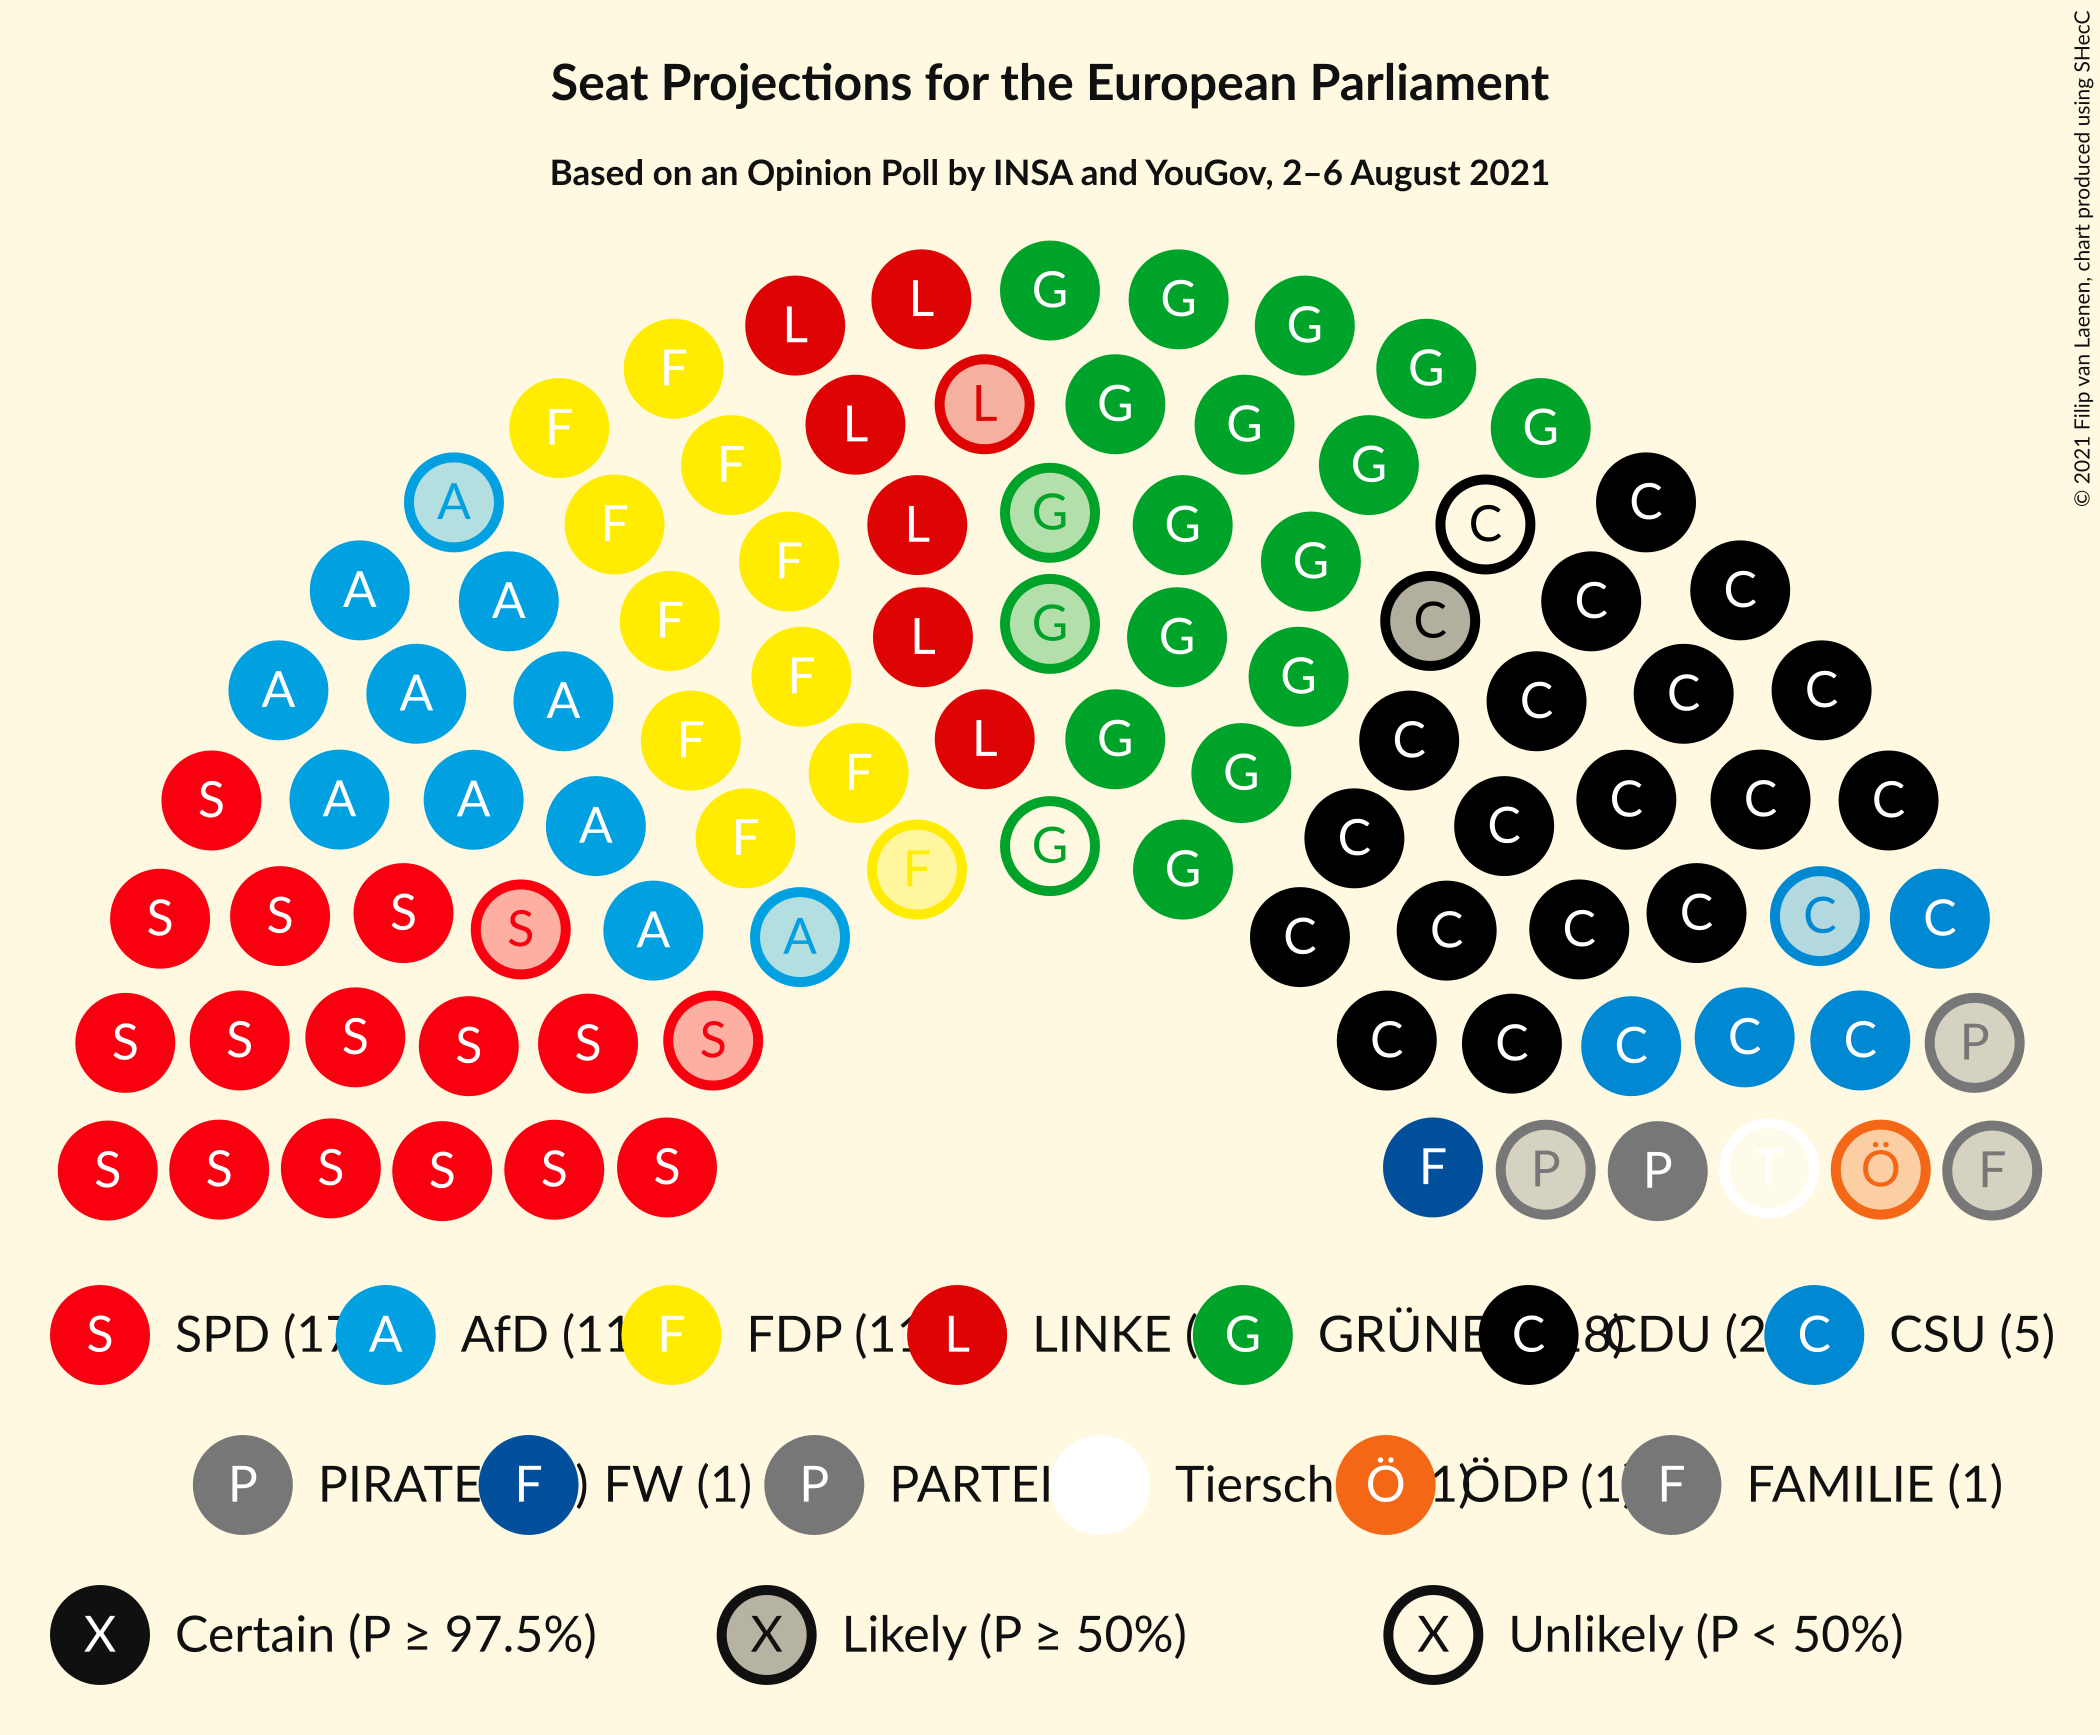 Seat Projections for the European Parliament
Based on an Opinion Poll by INSA and YouGov, 2–6 August 2021
© 2021 Filip van Laenen, chart produced using SHecC
L L G G G G G
F F L L G G G C C
A F F L G G G C C
A A F F L G G G C C C
A A A F F L G G C C C C
S A A A F F G G C C C C C
S S S S A A F G C C C C C C
S S S S S S C C C C C P
S S S S S S F P P T Ö F
S SPD (17 A AfD (11 F FDP (11 L LINKE ( G GRÜNE C 8) CDU (2 C CSU (5)
P PIRATE F ) FW (1) P PARTEI Tiersch Ö 1) ÖDP (1) F FAMILIE (1)
X Certain (P ≥ 97.5%) X Likely (P ≥ 50%) X Unlikely (P < 50%)